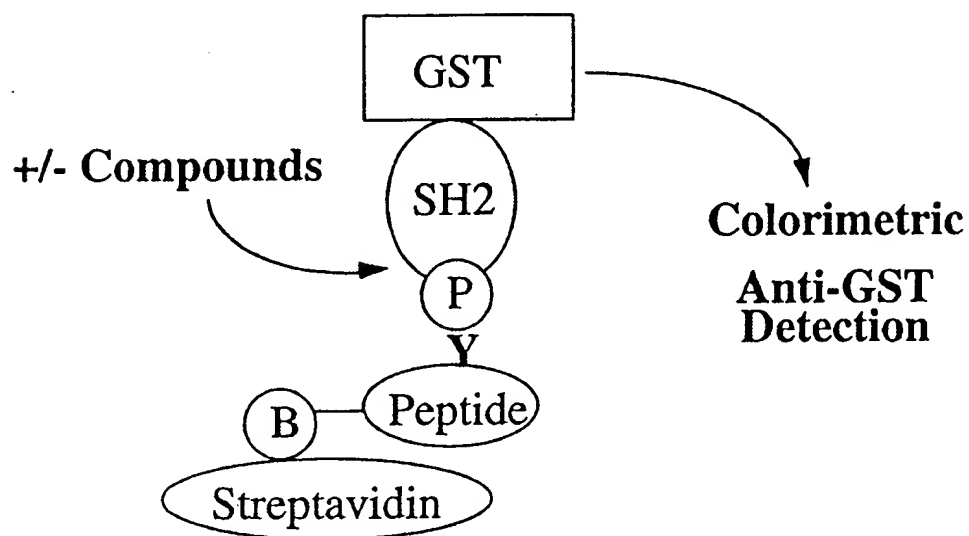 GST
+/- Compounds
SH2
Colorimetric
P
Anti-GST
Detection
Y
B
Peptide
Streptavidin